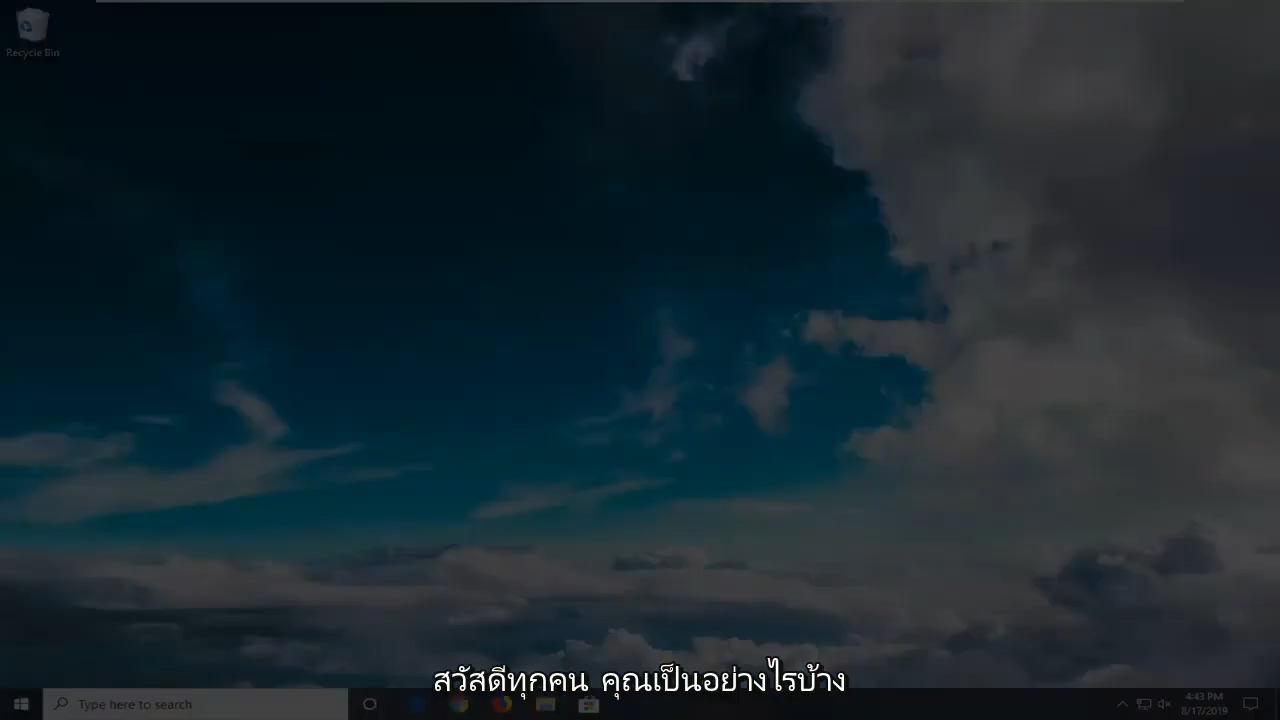 Recycle Bin
สวัสดีทุกคน คุณเป็นอย่างไรบ้าง
Type here to search
4:43 PM
8/17/2019